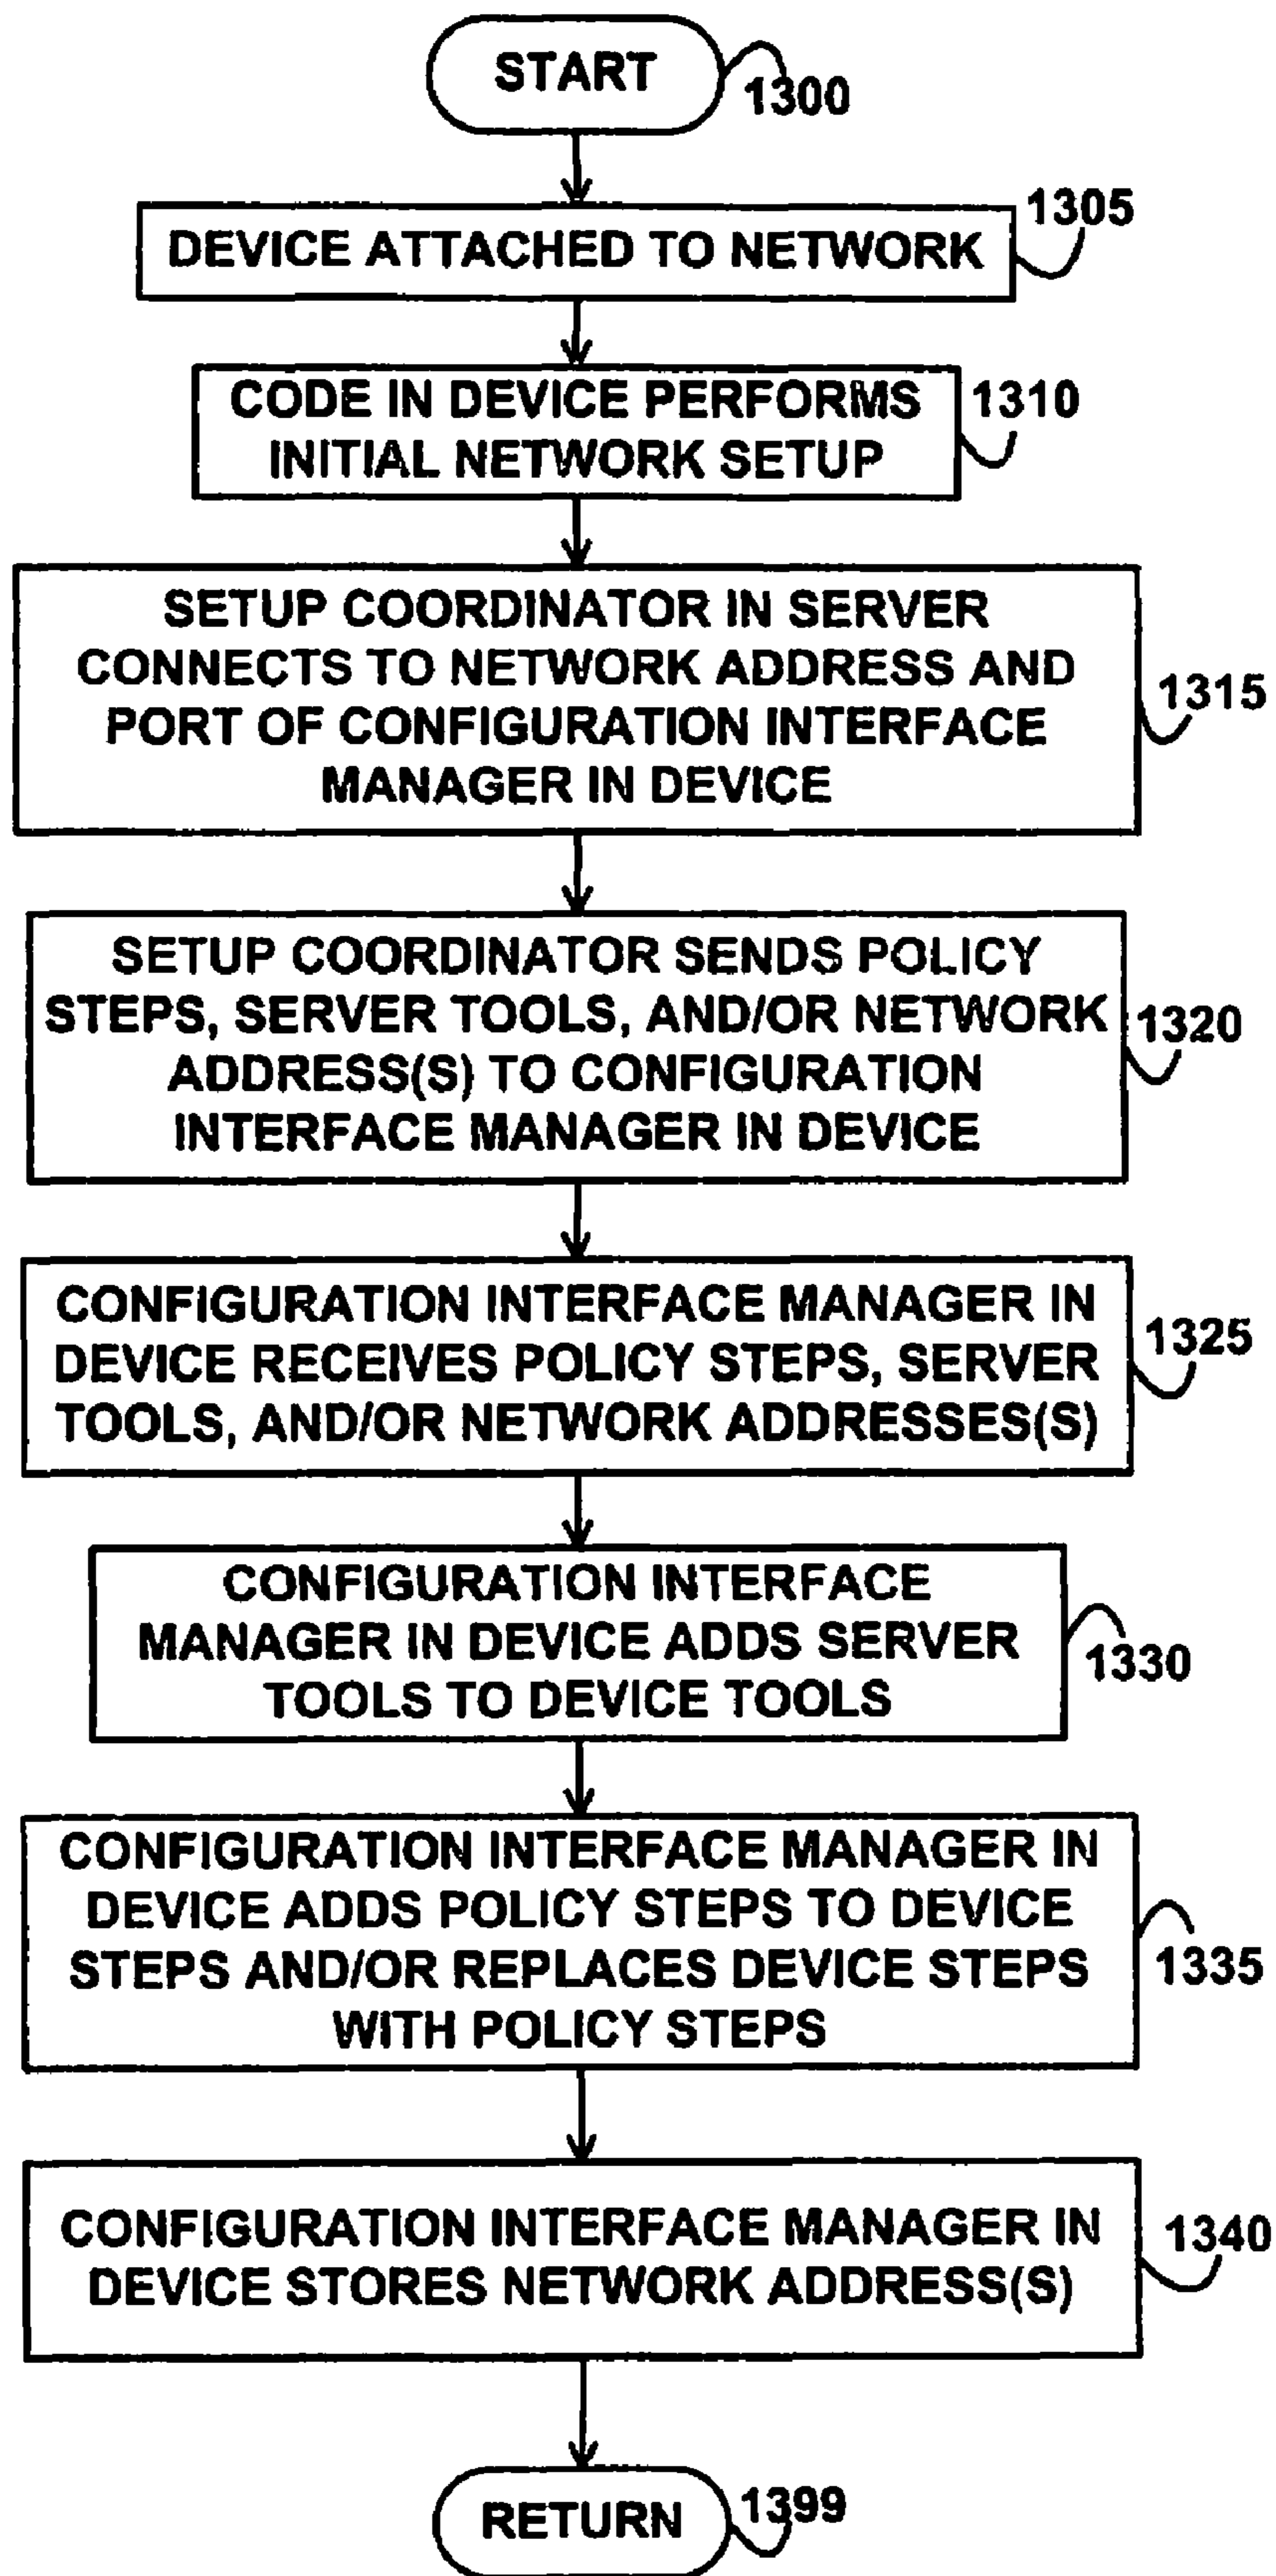 START
1300
DEVICE ATTACHED TO NETWORK
1305
CODE IN DEVICE PERFORMS
INITIAL NETWORK SETUP
1310
SETUP COORDINATOR IN SERVER
CONNECTS TO NETWORK ADDRESS AND
PORT OF CONFIGURATION INTERFACE
MANAGER IN DEVICE
1315
SETUP COORDINATOR SENDS POLICY
STEPS, SERVER TOOLS, AND/OR NETWORK
ADDRESS(S) TO CONFIGURATION
INTERFACE MANAGER IN DEVICE
1320
CONFIGURATION INTERFACE MANAGER IN
DEVICE RECEIVES POLICY STEPS, SERVER
TOOLS, AND/OR NETWORK ADDRESSES(S)
1325
CONFIGURATION INTERFACE
MANAGER IN DEVICE ADDS SERVER
TOOLS TO DEVICE TOOLS
1330
CONFIGURATION INTERFACE MANAGER IN
DEVICE ADDS POLICY STEPS TO DEVICE
STEPS AND/OR REPLACES DEVICE STEPS
WITH POLICY STEPS
1335
CONFIGURATION INTERFACE MANAGER IN
DEVICE STORES NETWORK ADDRESS(S)
1340
RETURN
1399